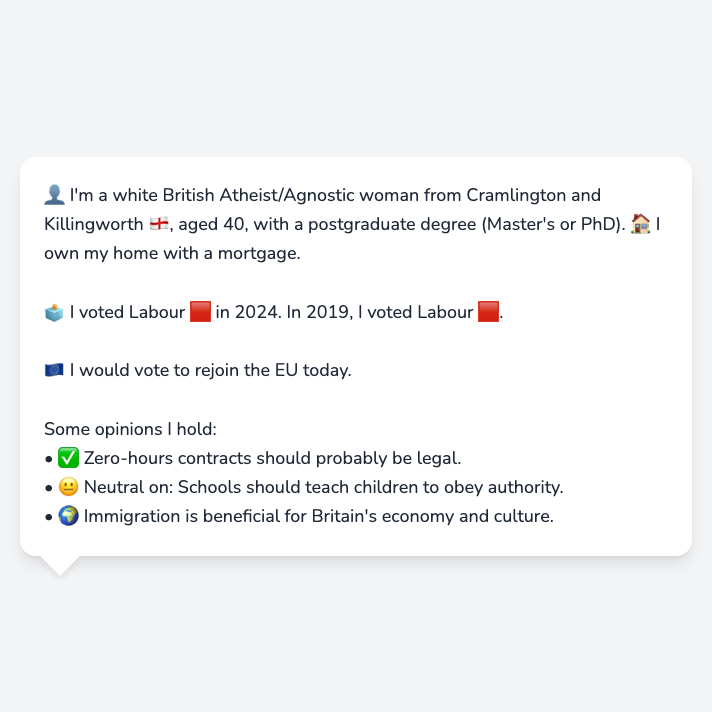 👤 I'm a white British Atheist/Agnostic woman from Cramlington and
Killingworth 🏴󠁧󠁢󠁥󠁮󠁧󠁿, aged 40, with a postgraduate degree (Master's or PhD). 🏠 I
own my home with a mortgage.
🗳️ I voted Labour 🟥 in 2024. In 2019, I voted Labour 🟥.
🇪🇺 I would vote to rejoin the EU today.
Some opinions I hold:
• ✅ Zero-hours contracts should probably be legal.
• 😐 Neutral on: Schools should teach children to obey authority.
• 🌍 Immigration is beneficial for Britain's economy and culture.